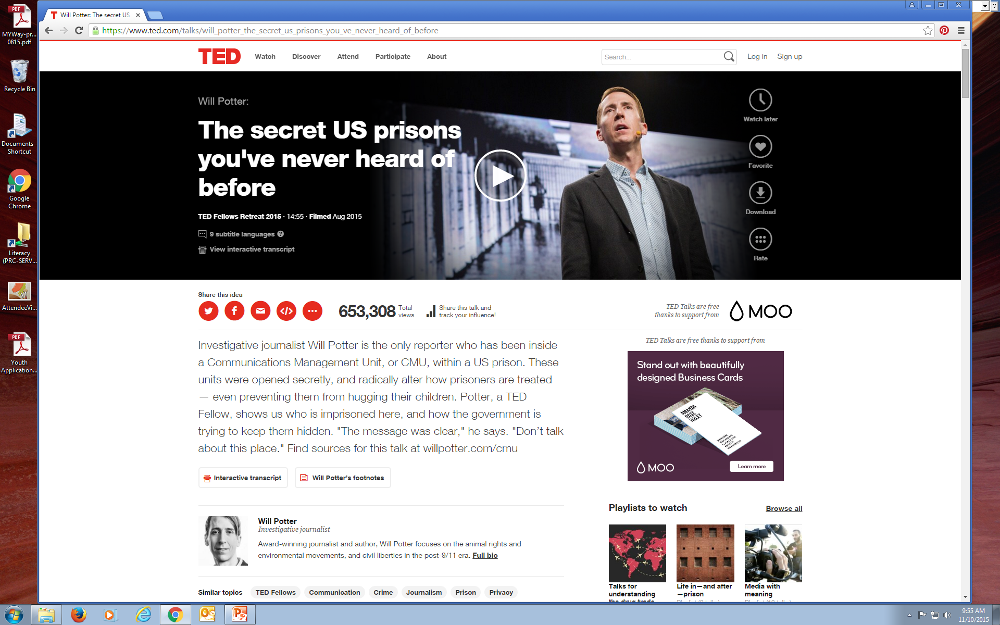 Will Potter: The secret US
https://www.ted.com/talks/will_potter_the_secret_us_prisons_you_ve_never_heard_of_before
MYWay-pr...
0815.pdf
Recycle Bin
Documents -
Shortcut
Google
Chrome
Literacy
(PRC-SERV...
AttendeeVi...
Youth
Application...
TED
Watch
Discover
Attend
Participate
About
Search...
Log in
Sign up
Will Potter:
The secret US prisons
you've never heard of
before
TED Fellows Retreat 2015 · 14:55 · Filmed Aug 2015
9 subtitle languages ?
View interactive transcript
Watch later
Favorite
Download
Rate
Share this idea
653,308 Total
views
Share this talk and
track your influence!
TED Talks are free
thanks to support from
MOO
Investigative journalist Will Potter is the only reporter who has been inside
a Communications Management Unit, or CMU, within a US prison. These
units were opened secretly, and radically alter how prisoners are treated
— even preventing them from hugging their children. Potter, a TED
Fellow, shows us who is imprisoned here, and how the government is
trying to keep them hidden. "The message was clear," he says. "Don’t talk
about this place." Find sources for this talk at willpotter.com/cmu
Interactive transcript
Will Potter’s footnotes
TED Talks are free thanks to support from
Stand out with beautifully
designed Business Cards
AMANDA
ROSE
HALEY
MOO
Learn more
Will Potter
Investigative journalist
Award-winning journalist and author, Will Potter focuses on the animal rights and
environmental movements, and civil liberties in the post-9/11 era. Full bio
Similar topics
TED Fellows
Communication
Crime
Journalism
Prison
Privacy
Playlists to watch
Browse all
Talks for
understanding
the drug trade
Life in—and after
—prison
Media with
meaning
9:55 AM
11/10/2015